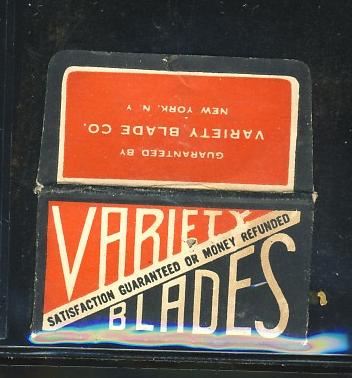 GUARANTEED BY
VARIETY BLADE CO.
NEW YORK, N. Y
VARIETY
SATISFACTION GUARANTEED OR MONEY REFUNDED
BLADES